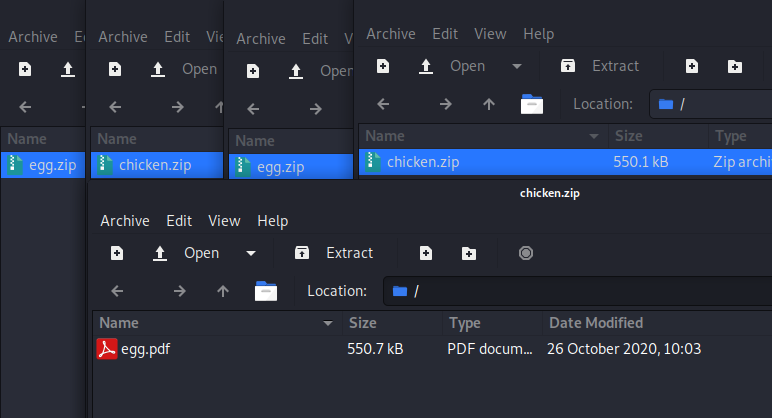 Archive E
Name
egg.zip
Archive Edit
Open
Name
chicken.zip
Archive Edit V
Open
Name
egg.zip
Archive Edit View Help
Open Extract
Location: /
Name Size Type
chicken.zip 550.1 kB Zip archi
chicken.zip
Archive Edit View Help
Open Extract
Location: /
Name Size Type Date Modified
egg.pdf 550.7 kB PDF docum... 26 October 2020, 10:03